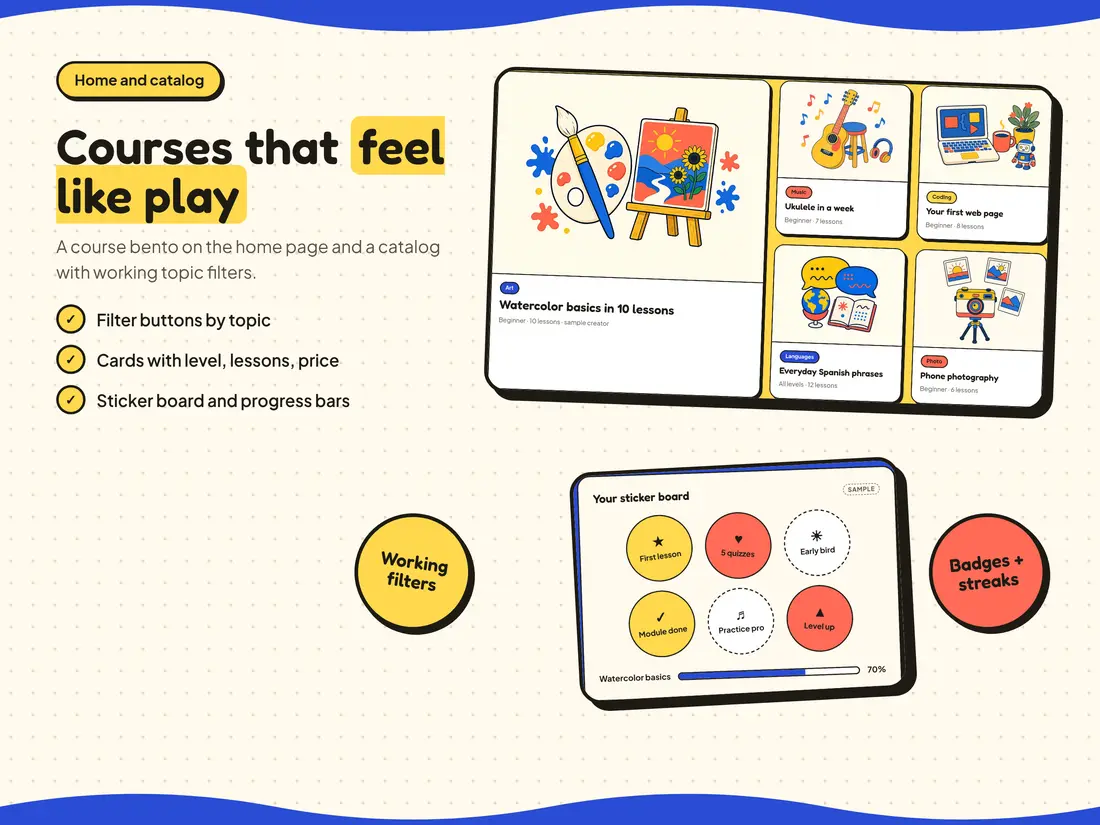 Home and catalog
Courses that feel
like play
A course bento on the home page and a catalog
with working topic filters.
✓ Filter buttons by topic
✓ Cards with level, lessons, price
✓ Sticker board and progress bars
Art
Watercolor basics in 10 lessons
Beginner · 10 lessons · sample creator
Music
Ukulele in a week
Beginner · 7 lessons
Coding
Your first web page
Beginner · 8 lessons
Languages
Everyday Spanish phrases
All levels · 12 lessons
Photo
Phone photography
Beginner · 6 lessons
Working
filters
Your sticker board
SAMPLE
First lesson
5 quizzes
Early bird
Module done
Practice pro
Level up
Watercolor basics
70%
Badges +
streaks